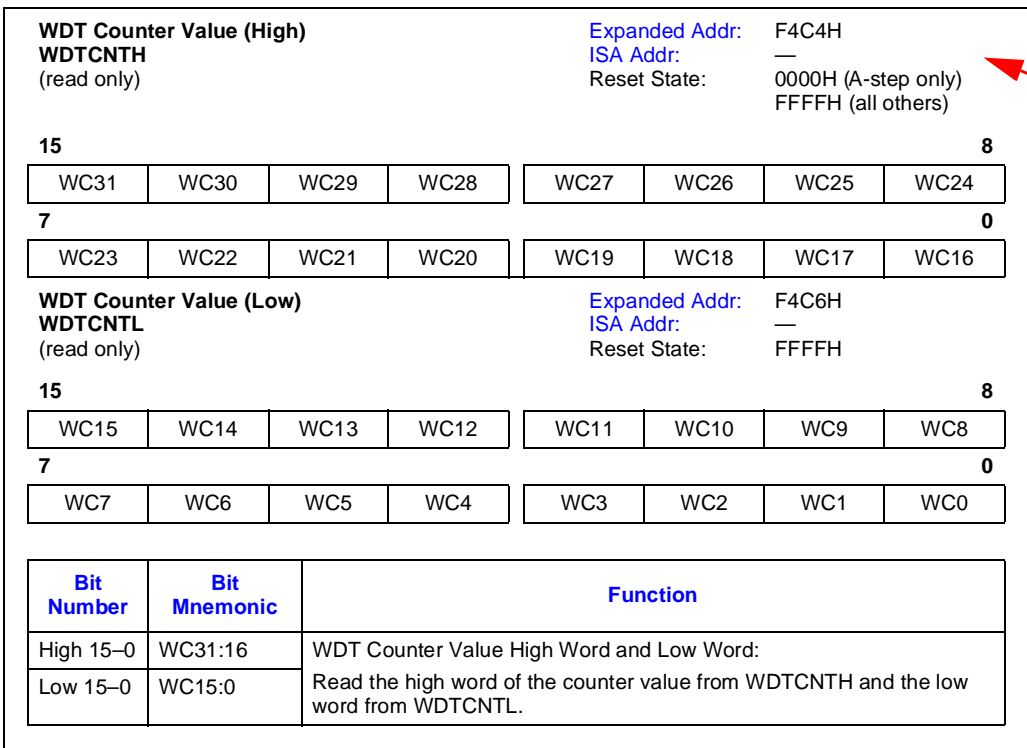 WDT Counter Value (High) Expanded Addr: F4C4H
WDTCNTH ISA Addr: —
(read only) Reset State: 0000H (A-step only)
FFFFH (all others)
15 8
WC31 WC30 WC29 WC28 WC27 WC26 WC25 WC24
7 0
WC23 WC22 WC21 WC20 WC19 WC18 WC17 WC16
WDT Counter Value (Low) Expanded Addr: F4C6H
WDTCNTL ISA Addr: —
(read only) Reset State: FFFFH
15 8
WC15 WC14 WC13 WC12 WC11 WC10 WC9 WC8
7 0
WC7 WC6 WC5 WC4 WC3 WC2 WC1 WC0
Bit Number Bit Mnemonic Function
High 15–0 WC31:16 WDT Counter Value High Word and Low Word:
Low 15–0 WC15:0 Read the high word of the counter value from WDTCNTH and the low
word from WDTCNTL.